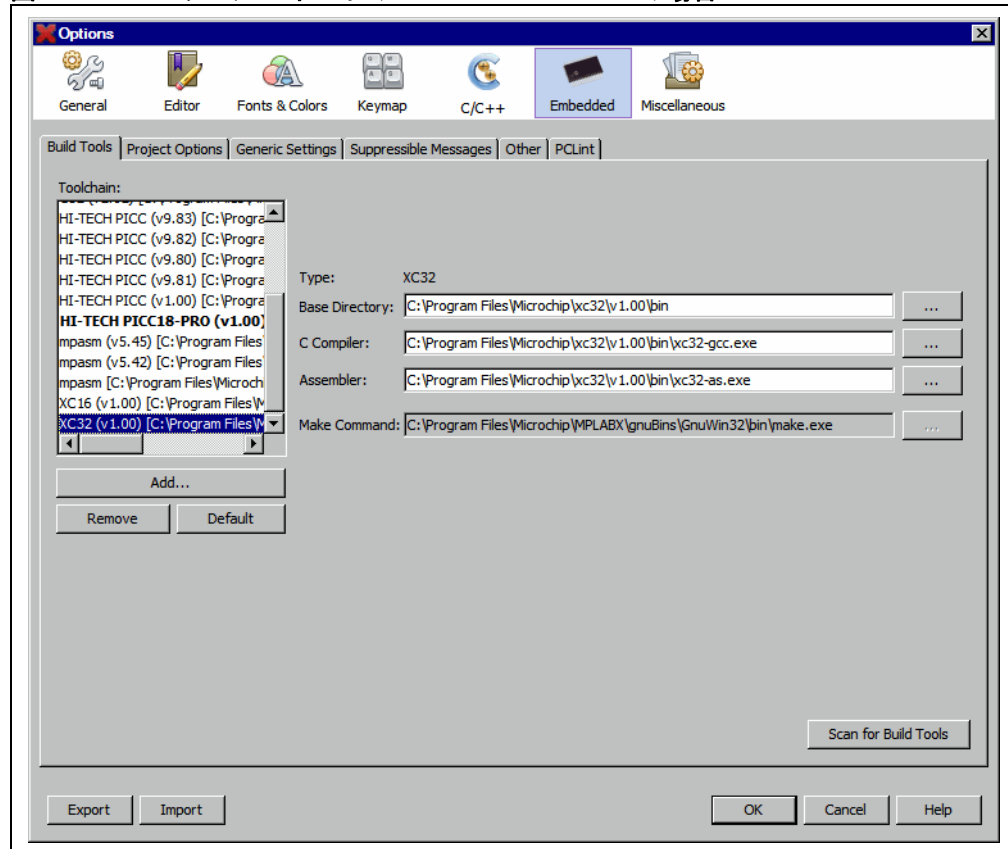 Options
General Editor Fonts & Colors Keymap C/C++ Embedded Miscellaneous
Build Tools Project Options Generic Settings Suppressible Messages Other PCLint
Toolchain:
HI-TECH PICC (v9.83) [C:\Progra
HI-TECH PICC (v9.82) [C:\Progra
HI-TECH PICC (v9.80) [C:\Progra
HI-TECH PICC (v9.81) [C:\Progra
HI-TECH PICC (v1.00) [C:\Progra
HI-TECH PICC18-PRO (v1.00)
mpasm (v5.45) [C:\Program Files
mpasm (v5.42) [C:\Program Files
mpasm [C:\Program Files\Microch
XC16 (v1.00) [C:\Program Files\M
XC32 (v1.00) [C:\Program Files\M
Add...
Remove Default
Type: XC32
Base Directory: C:\Program Files\Microchip\xc32\v1.00\bin ...
C Compiler: C:\Program Files\Microchip\xc32\v1.00\bin\xc32-gcc.exe ...
Assembler: C:\Program Files\Microchip\xc32\v1.00\bin\xc32-as.exe ...
Make Command: C:\Program Files\Microchip\MPLABX\gnuBins\GnuWin32\bin\make.exe ...
Scan for Build Tools
Export Import OK Cancel Help